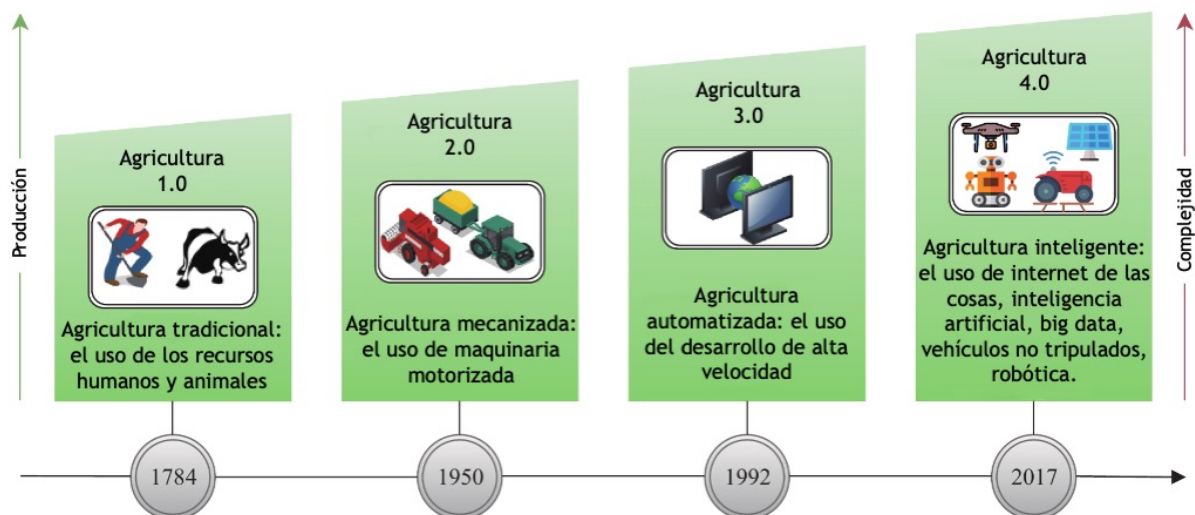 Producción
Agricultura
1.0
Agricultura tradicional:
el uso de los recursos
humanos y animales
1784
Agricultura
2.0
Agricultura mecanizada:
el uso de maquinaria
motorizada
1950
Agricultura
3.0
Agricultura
automatizada: el uso
del desarrollo de alta
velocidad
1992
Agricultura
4.0
Agricultura inteligente:
el uso de internet de las
cosas, inteligencia
artificial, big data,
vehículos no tripulados,
robótica.
2017
Complejidad